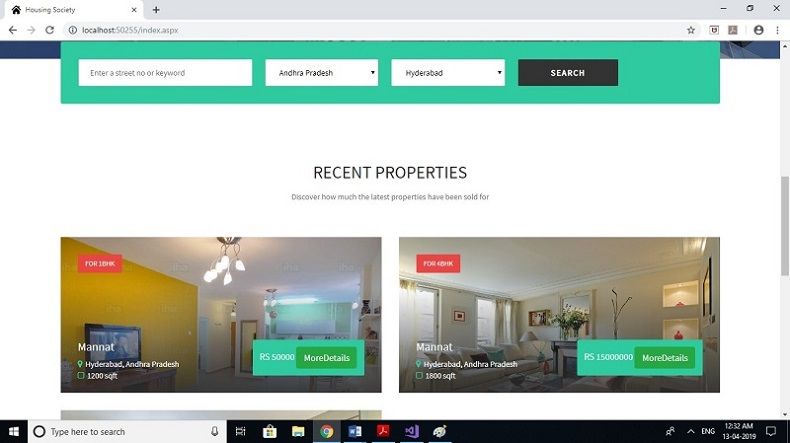 Housing Society
localhost:50255/index.aspx
Enter a street no or keyword
Andhra Pradesh
Hyderabad
SEARCH
RECENT PROPERTIES
Discover how much the latest properties have been sold for
FOR 1BHK
iha
iha
iha
Mannat
Hyderabad, Andhra Pradesh
1200 sqft
RS 50000
MoreDetails
FOR 4BHK
Mannat
Hyderabad, Andhra Pradesh
1800 sqft
RS 15000000
MoreDetails
Type here to search
ENG
12:32 AM
13-04-2019